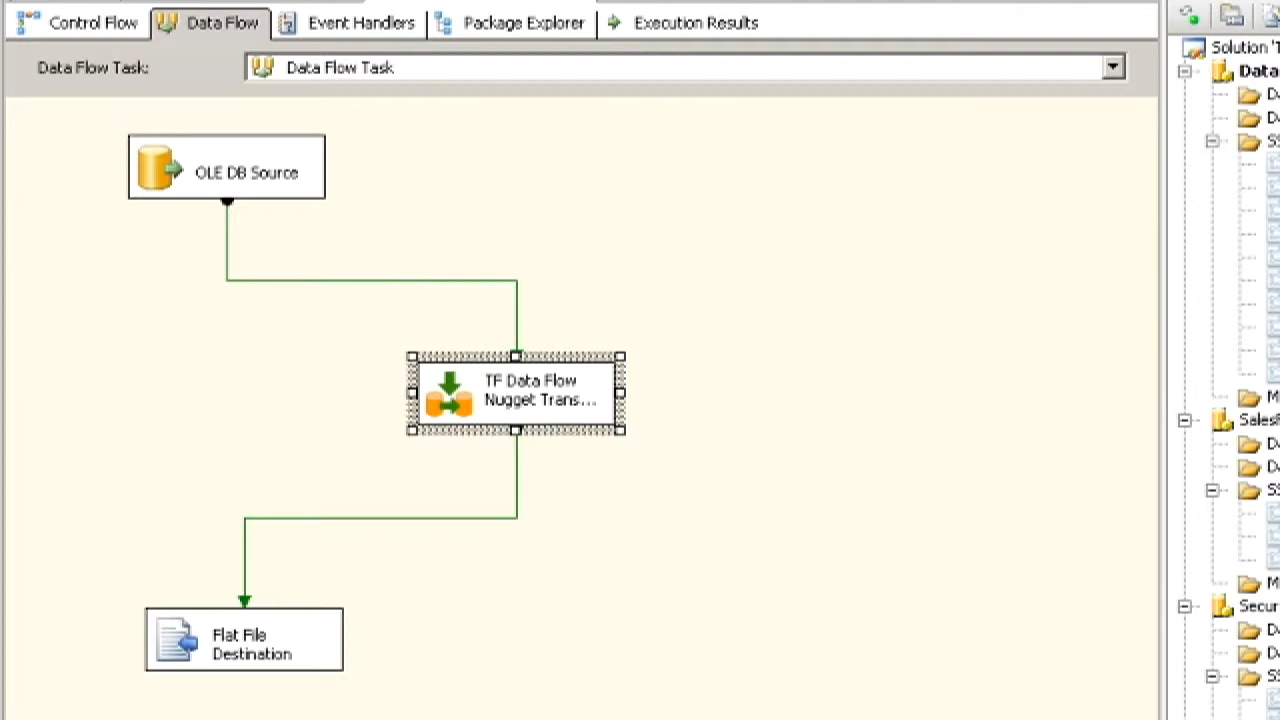 Control Flow
Data Flow
Event Handlers
Package Explorer
Execution Results
Data Flow Task:
Data Flow Task
OLE DB Source
TF Data Flow
Nugget Trans...
Flat File
Destination
Solution
Data
Sales
Secur